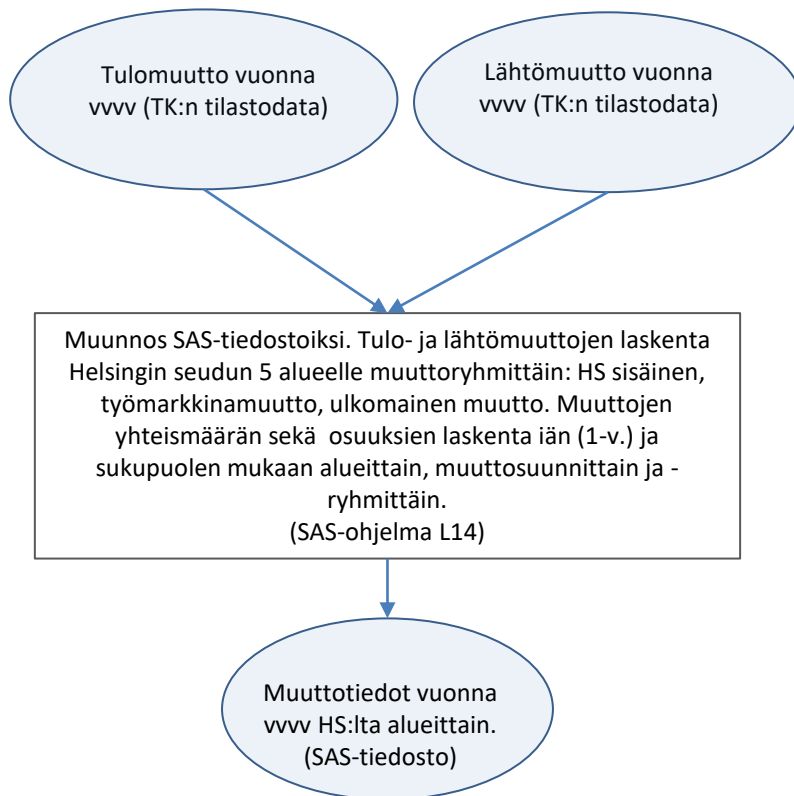 Tulomuutto vuonna
vvvv (TK:n tilastodata)
Lähtömuutto vuonna
vvvv (TK:n tilastodata)
Muunnos SAS-tiedostoiksi. Tulo- ja lähtömuuttojen laskenta
Helsingin seudun 5 alueelle muuttoryhmittäin: HS sisäinen,
työmarkkinamuutto, ulkomainen muutto. Muuttojen
yhteismäärän sekä osuuksien laskenta iän (1-v.) ja
sukupuolen mukaan alueittain, muuttosuunnittain ja -
ryhmittäin.
(SAS-ohjelma L14)
Muuttotiedot vuonna
vvvv HS:lta alueittain.
(SAS-tiedosto)